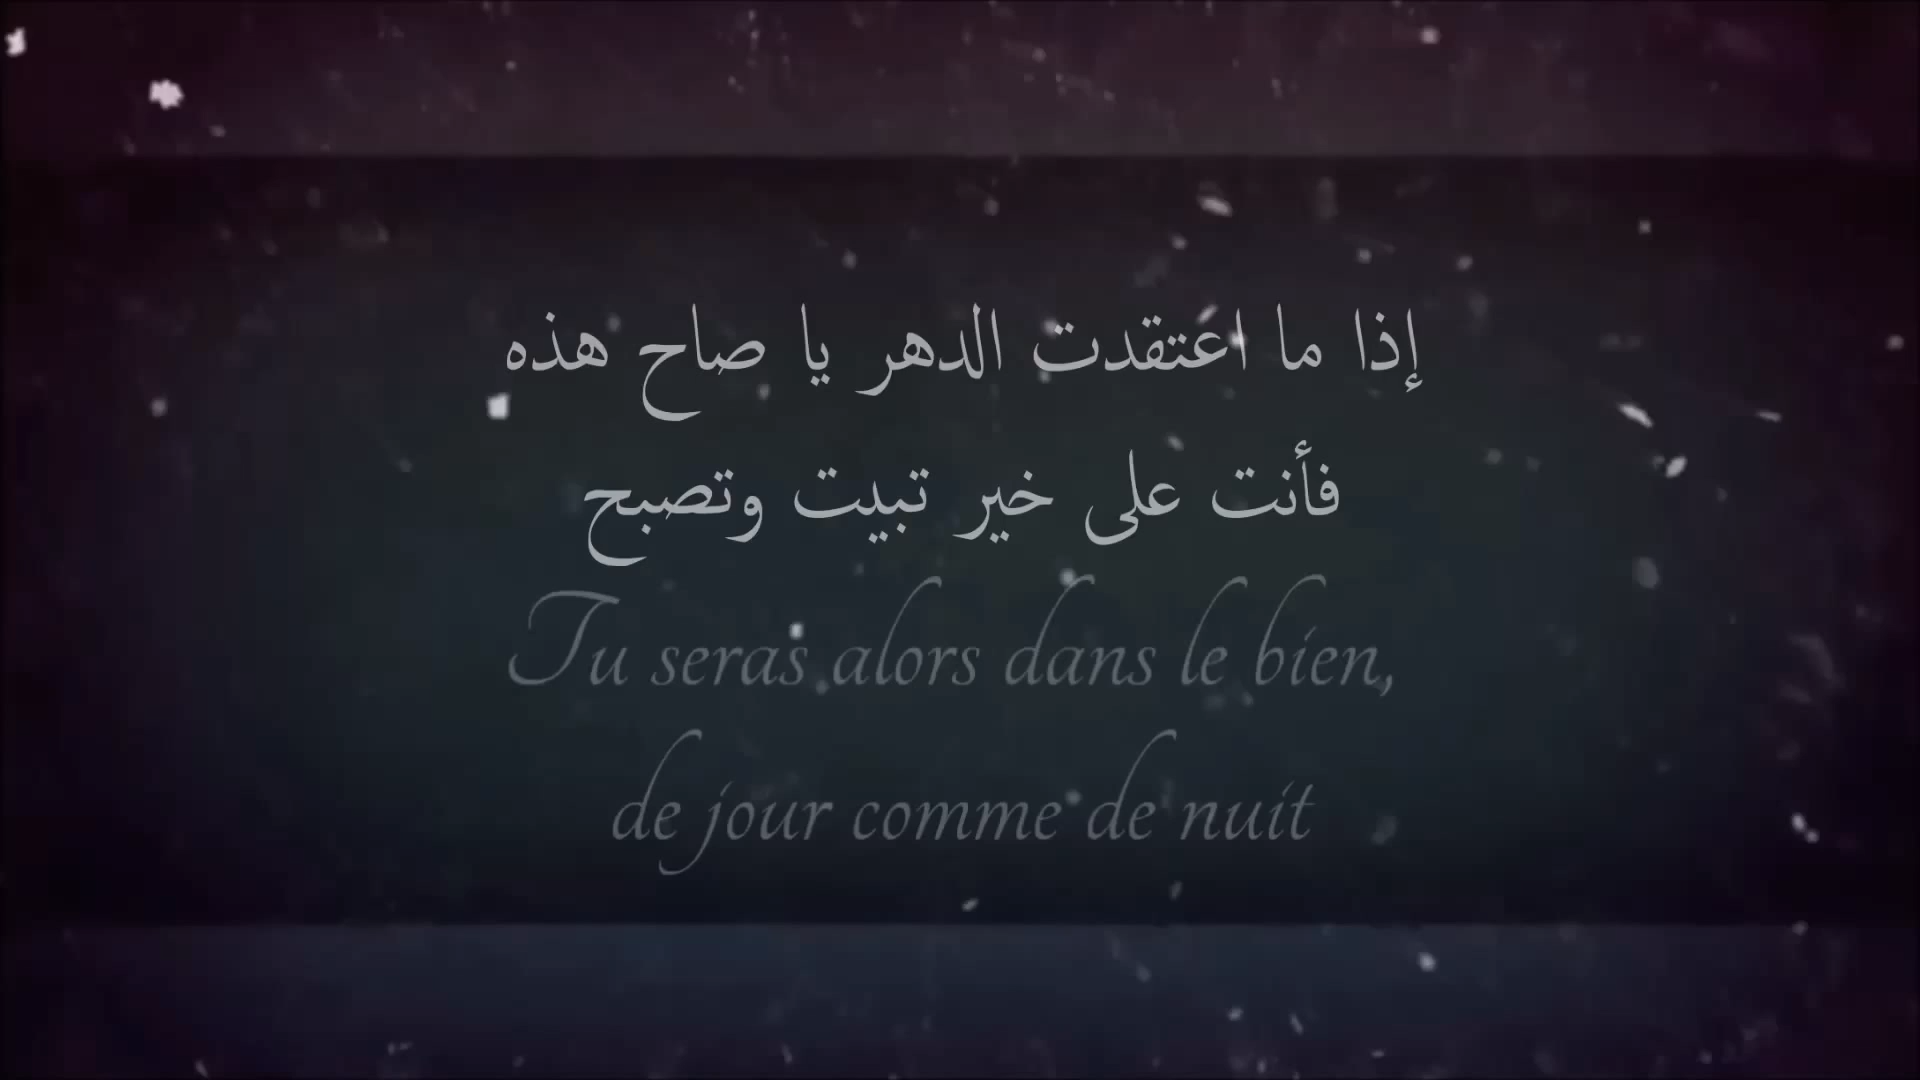 إذا ما اعتقدت الدهر يا صاح هذه
فأنت على خير تبيت وتصبح
Tu seras alors dans le bien,
de jour comme de nuit